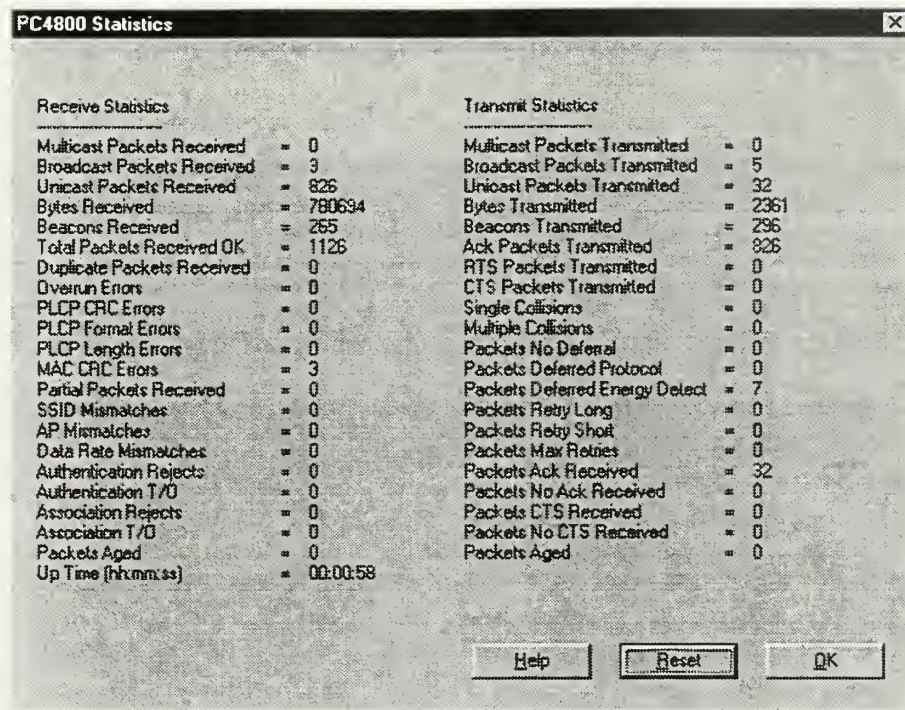 PC4800 Statistics
Receive Statistics
Multicast Packets Received = 0
Broadcast Packets Received = 3
Unicast Packets Received = 826
Bytes Received = 780694
Beacons Received = 265
Total Packets Received OK = 1126
Duplicate Packets Received = 0
Overrun Errors = 0
PLCP CRC Errors = 0
PLCP Format Errors = 0
PLCP Length Errors = 0
MAC CRC Errors = 3
Partial Packets Received = 0
SSID Mismatches = 0
AP Mismatches = 0
Data Rate Mismatches = 0
Authentication Rejects = 0
Authentication T/O = 0
Association Rejects = 0
Association T/O = 0
Packets Aged = 0
Up Time (hh:mm:ss) = 00:00:58
Transmit Statistics
Multicast Packets Transmitted = 0
Broadcast Packets Transmitted = 5
Unicast Packets Transmitted = 32
Bytes Transmitted = 2361
Beacons Transmitted = 296
Ack Packets Transmitted = 826
RTS Packets Transmitted = 0
CTS Packets Transmitted = 0
Single Collisions = 0
Multiple Collisions = 0
Packets No Deferral = 0
Packets Deferred Protocol = 0
Packets Deferred Energy Detect = 7
Packets Retry Long = 0
Packets Retry Short = 0
Packets Max Retries = 0
Packets Ack Received = 32
Packets No Ack Received = 0
Packets CTS Received = 0
Packets No CTS Received = 0
Packets Aged = 0
Help Reset OK